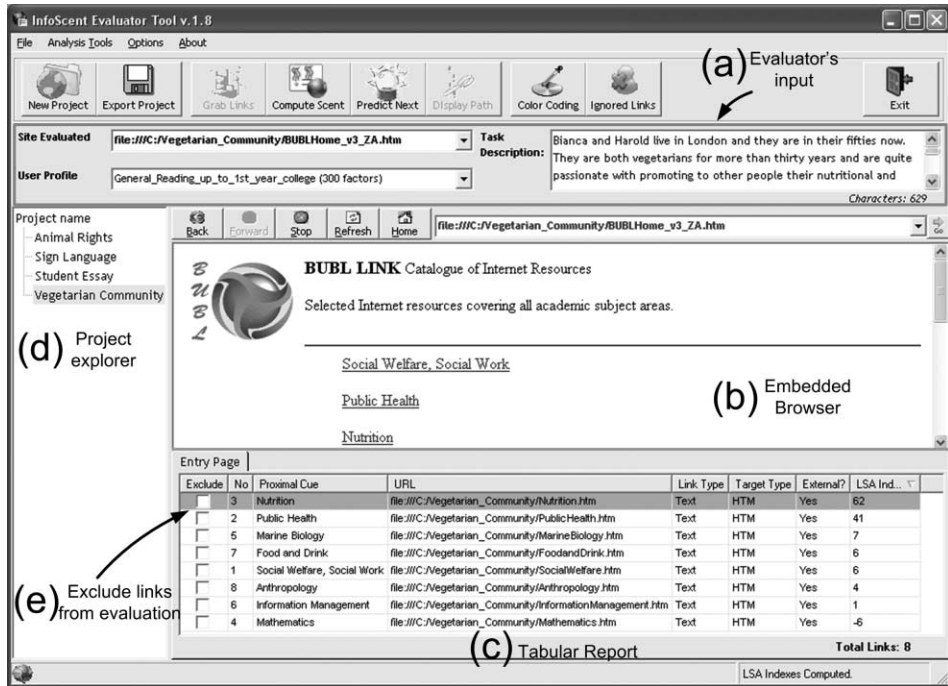 InfoScent Evaluator Tool v.1.8
File Analysis Tools Options About
New Project Export Project Grab Links Compute Scent Predict Next Display Path Color Coding Ignored Links Exit
(a) Evaluator's
input
Site Evaluated file:///C:/Vegetarian_Community/BUBLHome_v3_ZA.htm
User Profile General_Reading_up_to_1st_year_college (300 factors)
Task
Description:
Bianca and Harold live in London and they are in their fifties now.
They are both vegetarians for more than thirty years and are quite
passionate with promoting to other people their nutritional and
Characters: 629
Project name
Animal Rights
Sign Language
Student Essay
Vegetarian Community
(d) Project
explorer
Back Forward Stop Refresh Home file:///C:/Vegetarian_Community/BUBLHome_v3_ZA.htm Go
BUBL
BUBL LINK Catalogue of Internet Resources
Selected Internet resources covering all academic subject areas.
Social Welfare, Social Work
Public Health
Nutrition
(b) Embedded
Browser
Entry Page
Exclude No Proximal Cue URL Link Type Target Type External? LSA Ind...
3 Nutrition file:///C:/Vegetarian_Community/Nutrition.htm Text HTM Yes 62
2 Public Health file:///C:/Vegetarian_Community/PublicHealth.htm Text HTM Yes 41
5 Marine Biology file:///C:/Vegetarian_Community/MarineBiology.htm Text HTM Yes 7
7 Food and Drink file:///C:/Vegetarian_Community/FoodandDrink.htm Text HTM Yes 6
1 Social Welfare, Social Work file:///C:/Vegetarian_Community/SocialWelfare.htm Text HTM Yes 6
8 Anthropology file:///C:/Vegetarian_Community/Anthropology.htm Text HTM Yes 4
6 Information Management file:///C:/Vegetarian_Community/InformationManagement.htm Text HTM Yes 1
4 Mathematics file:///C:/Vegetarian_Community/Mathematics.htm Text HTM Yes -6
(e) Exclude links
from evaluation
(c) Tabular Report
Total Links: 8
LSA Indexes Computed.